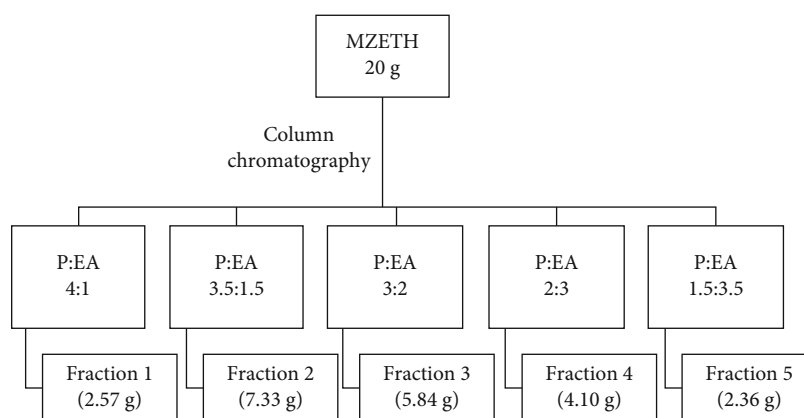 MZETH
20 g
Column
chromatography
P:EA
4:1
P:EA
3.5:1.5
P:EA
3:2
P:EA
2:3
P:EA
1.5:3.5
Fraction 1
(2.57 g)
Fraction 2
(7.33 g)
Fraction 3
(5.84 g)
Fraction 4
(4.10 g)
Fraction 5
(2.36 g)